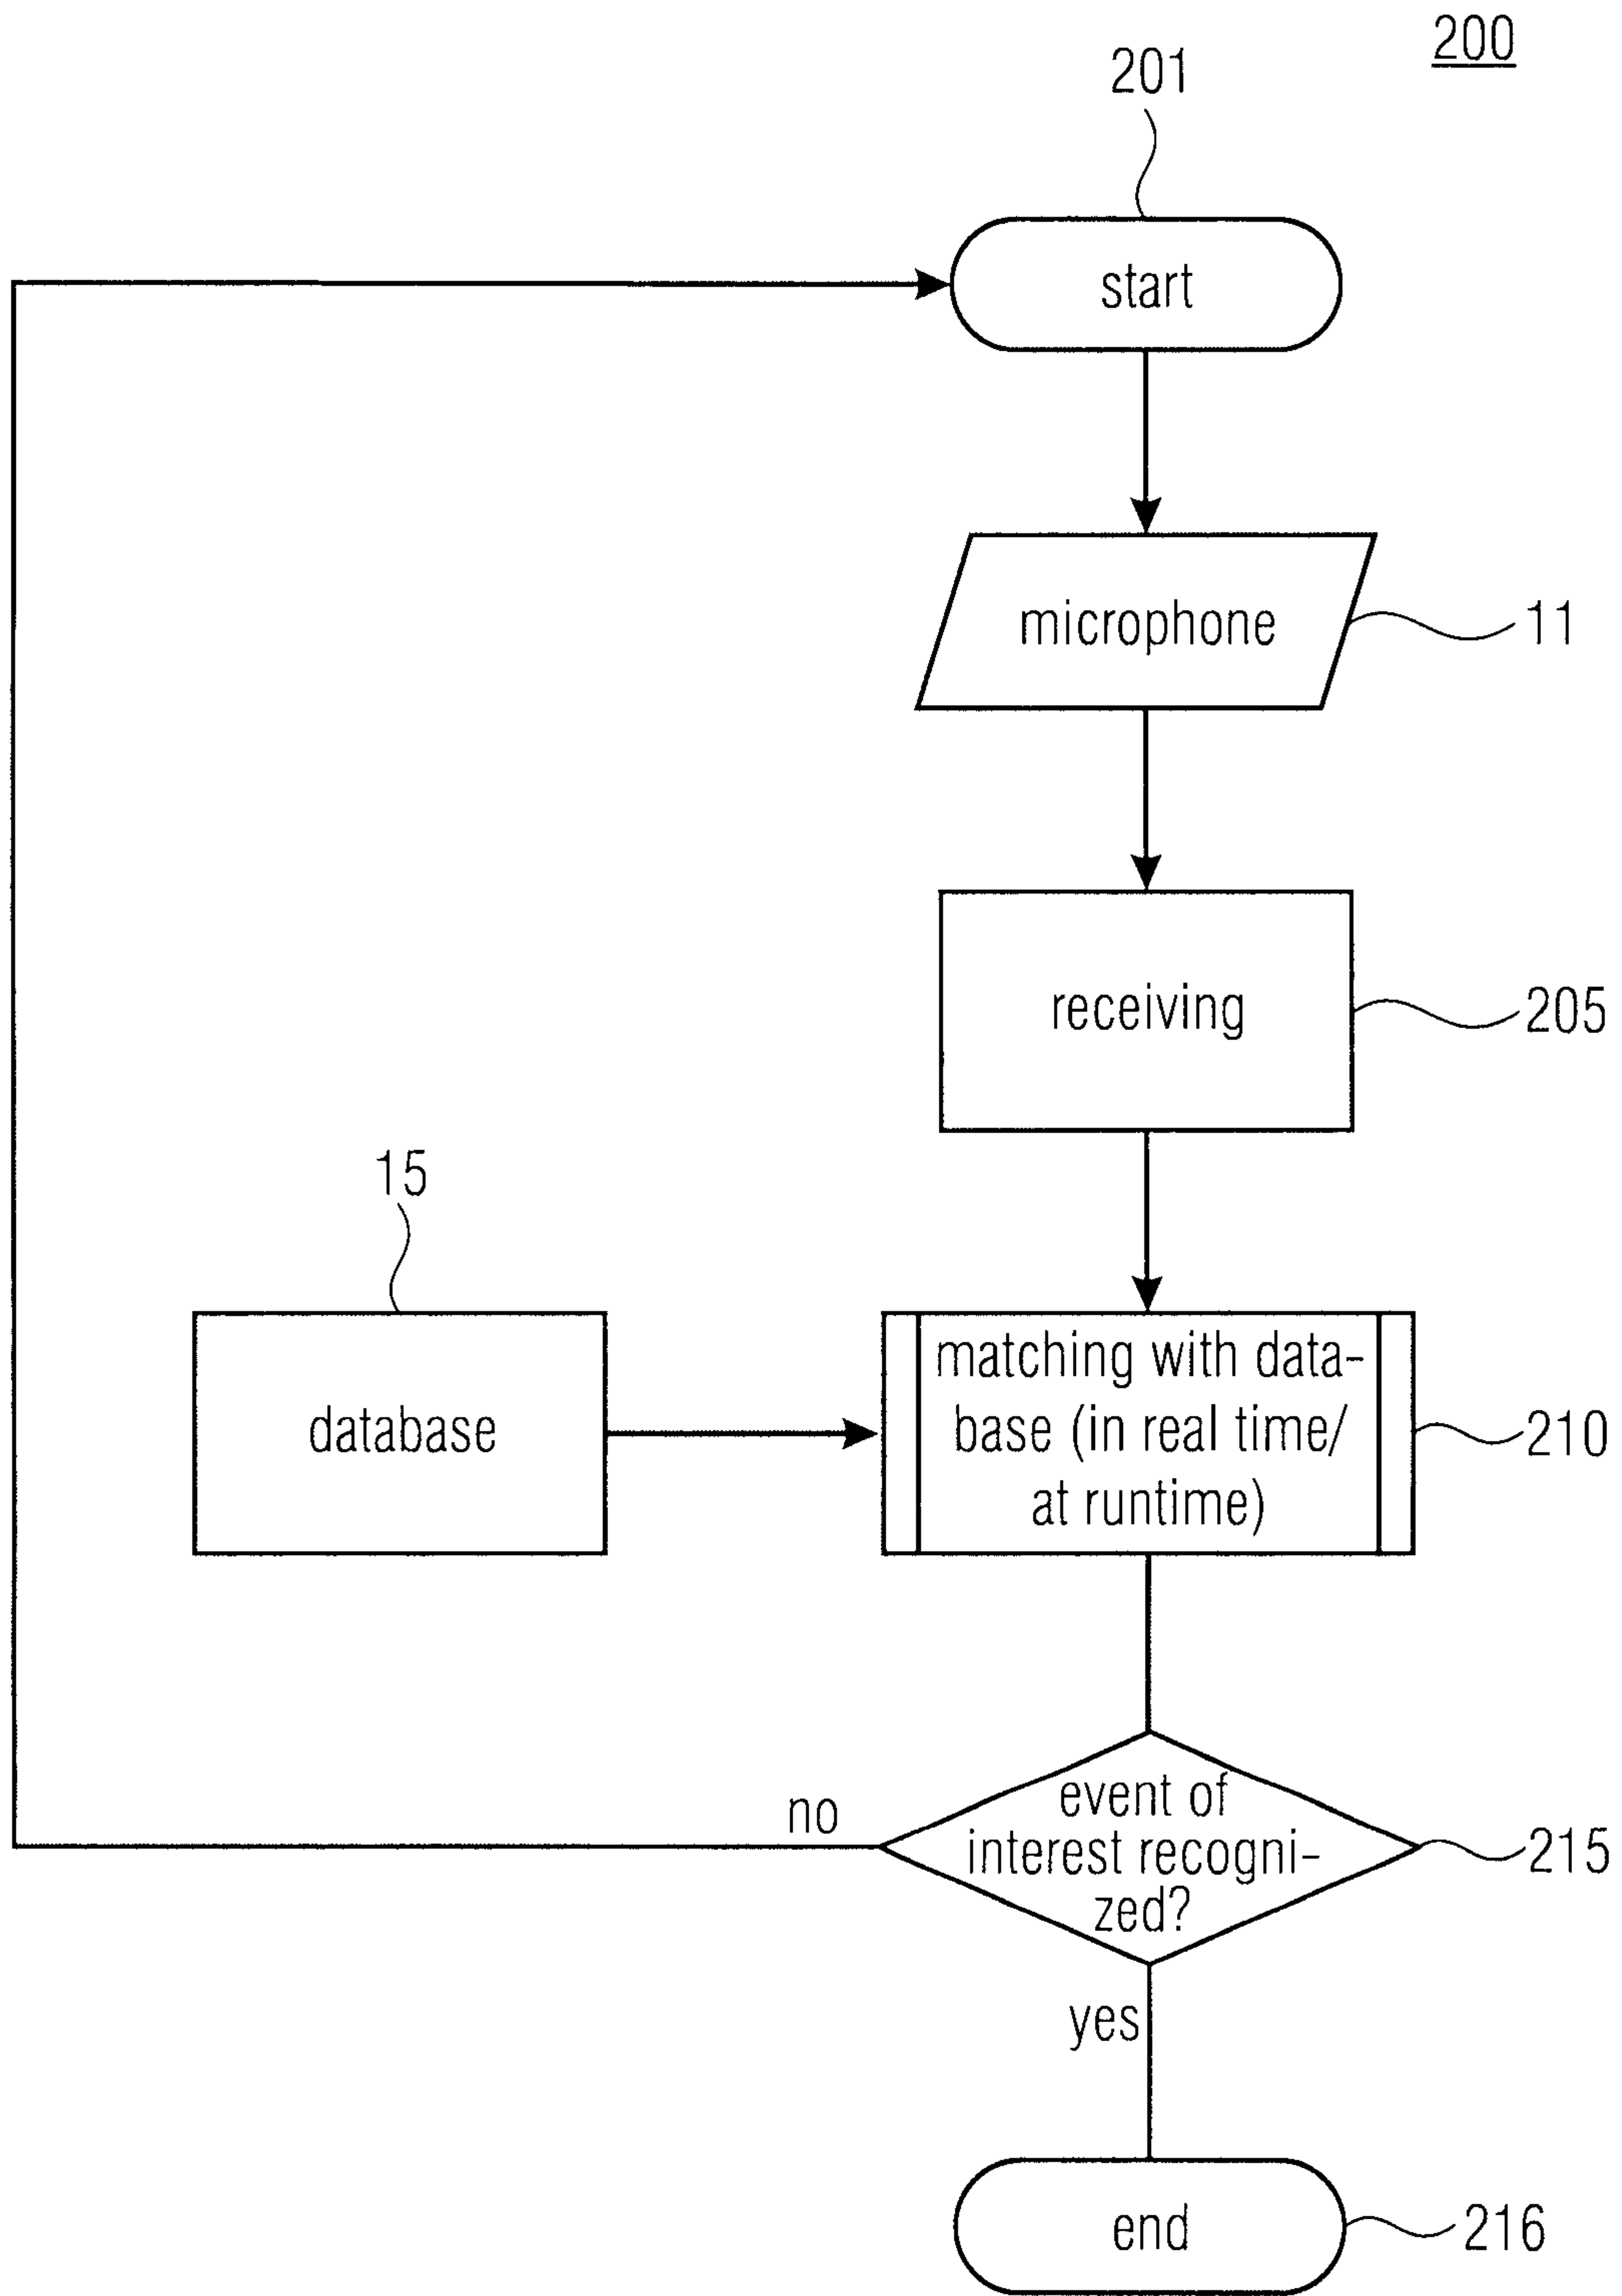 200
201
start
microphone
11
receiving
205
15
database
matching with data-
base (in real time/
at runtime)
210
no
event of
interest recogni-
zed?
215
yes
end
216